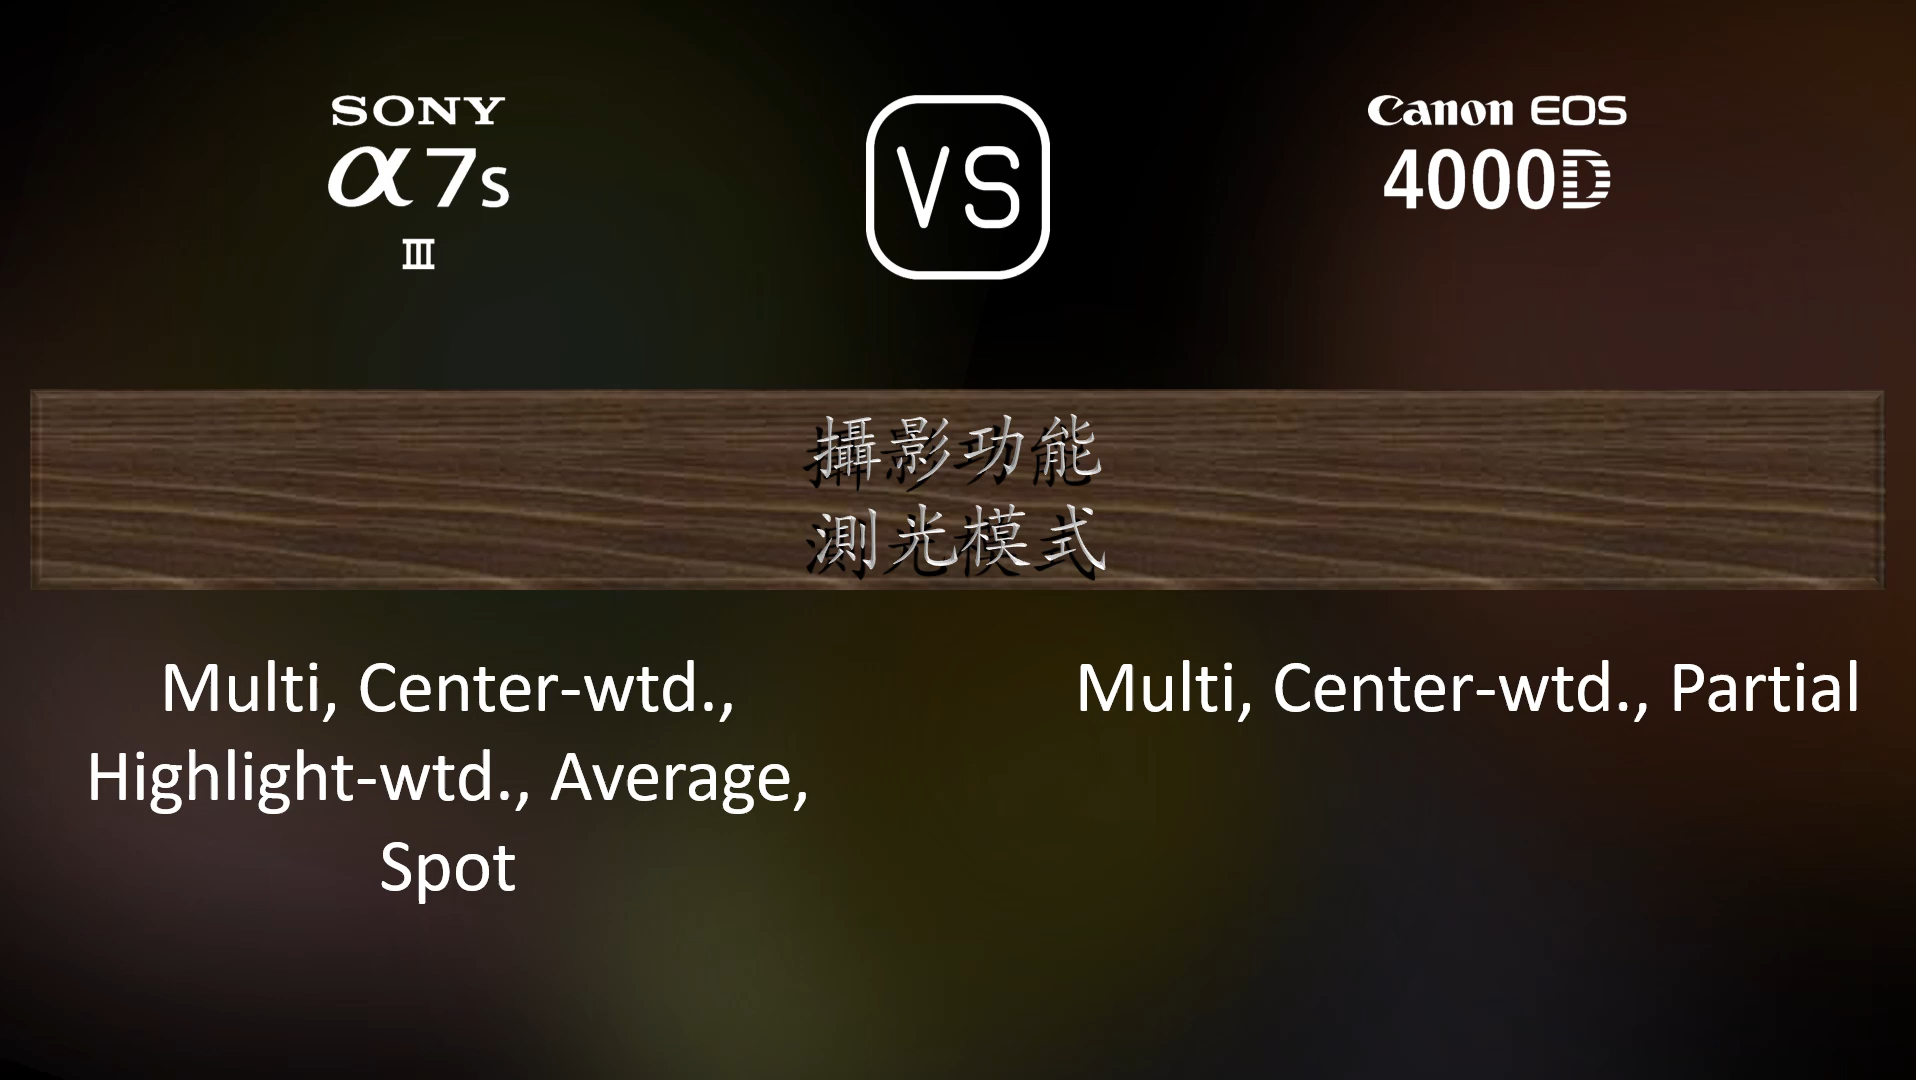 SONY
α7s
III
VS
Canon EOS
4000D
攝影功能
測光模式
Multi, Center-wtd.,
Highlight-wtd., Average,
Spot
Multi, Center-wtd., Partial